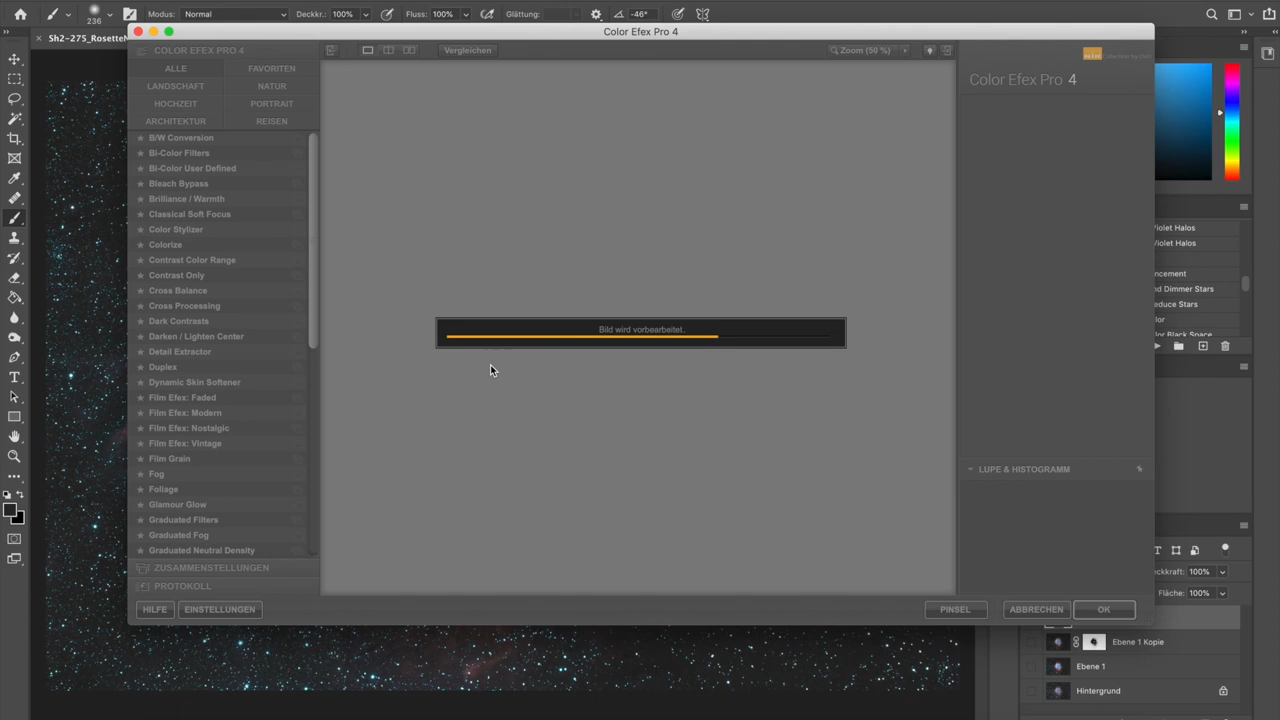 236
Modus:
Normal
Deckkr.:
100%
Fluss:
100%
Glättung:
-46°
Sh2-275_Rosette
Color Efex Pro 4
COLOR EFEX PRO 4
Vergleichen
Zoom (50 %)
ALLE
FAVORITEN
LANDSCHAFT
NATUR
HOCHZEIT
PORTRAIT
ARCHITEKTUR
REISEN
B/W Conversion
Bi-Color Filters
Bi-Color User Defined
Bleach Bypass
Brilliance / Warmth
Classical Soft Focus
Color Stylizer
Colorize
Contrast Color Range
Contrast Only
Cross Balance
Cross Processing
Dark Contrasts
Darken / Lighten Center
Detail Extractor
Duplex
Dynamic Skin Softener
Film Efex: Faded
Film Efex: Modern
Film Efex: Nostalgic
Film Efex: Vintage
Film Grain
Fog
Foliage
Glamour Glow
Graduated Filters
Graduated Fog
Graduated Neutral Density
ZUSAMMENSTELLUNGEN
PROTOKOLL
HILFE
EINSTELLUNGEN
Bild wird vorbearbeitet.
PINSEL
ABBRECHEN
OK
Color Efex Pro 4
LUPE & HISTOGRAMM
Violet Halos
Violet Halos
ncement
nd Dimmer Stars
educe Stars
lor
olor Black Space
eckkraft:
100%
Fläche:
100%
Ebene 1 Kopie
Ebene 1
Hintergrund